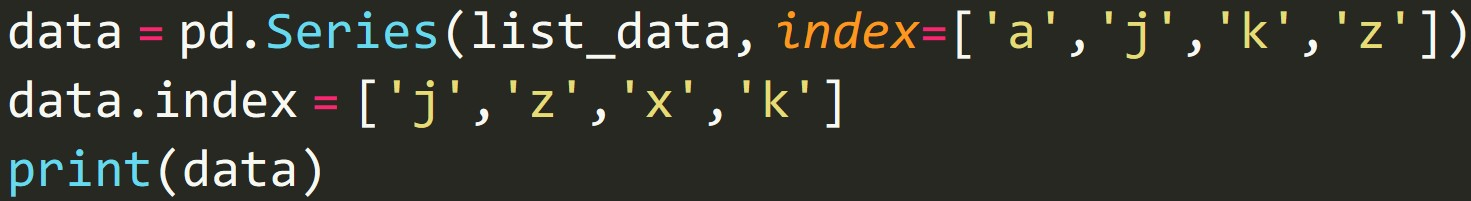 data = pd.Series(list_data, index=['a','j','k','z'])
data.index = ['j','z','x','k']
print(data)